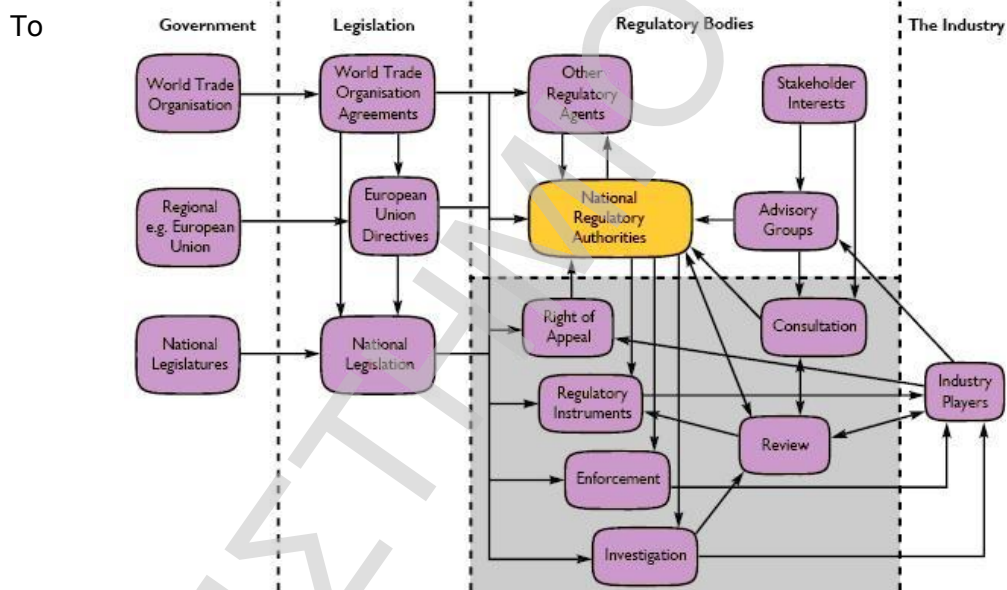 To
Government
Legislation
Regulatory Bodies
The Industry
World Trade
Organisation
World Trade
Organisation
Agreements
Other
Regulatory
Agents
Stakeholder
Interests
Regional
e.g. European
Union
European
Union
Directives
National
Regulatory
Authorities
Advisory
Groups
National
Legislatures
National
Legislation
Right of
Appeal
Consultation
Regulatory
Instruments
Industry
Players
Review
Enforcement
Investigation